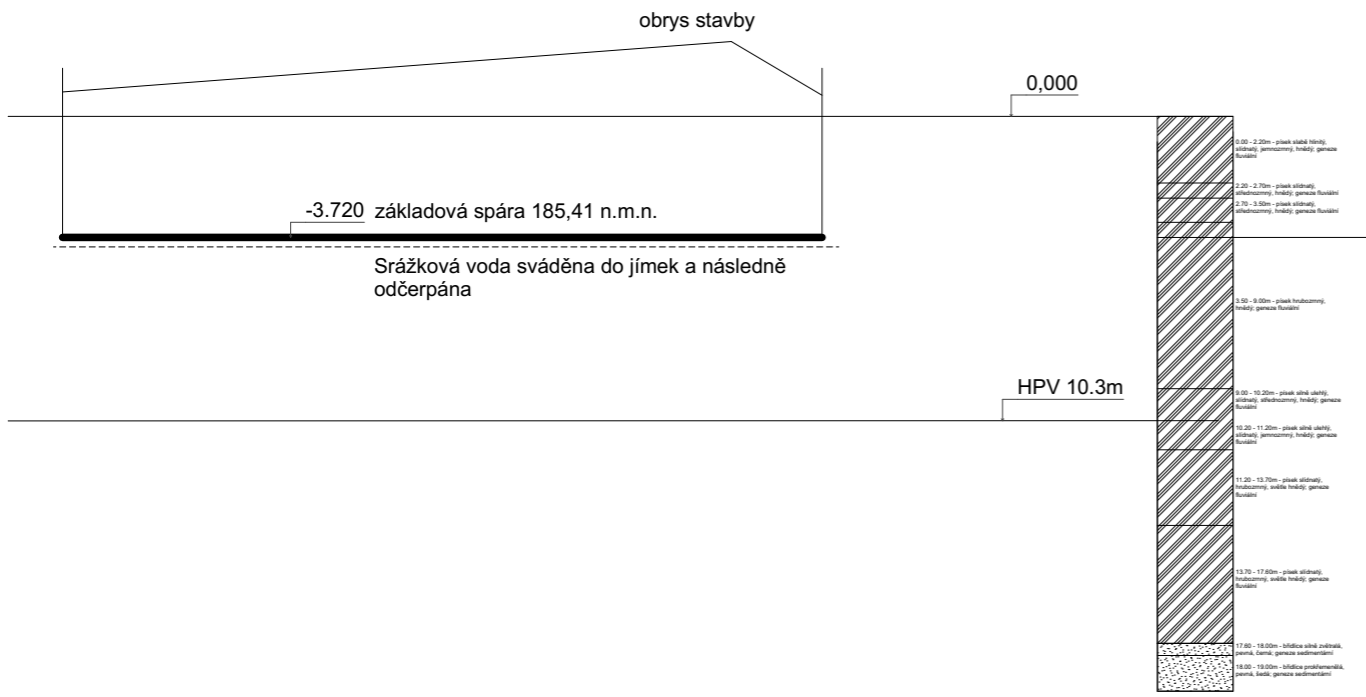 obrys stavby
0,000
-3.720 základová spára 185,41 n.m.n.
Srážková voda sváděna do jímek a následně
odčerpána
HPV 10.3m
0.00 - 2.20m - písek slabě hlinitý,
slídnatý, jemnozrnný, hnědý; geneze
fluviální
2.20 - 2.70m - písek slídnatý,
střednozrnný, hnědý; geneze fluviální
2.70 - 3.50m - písek slídnatý,
střednozrnný, hnědý; geneze fluviální
3.50 - 9.00m - písek hrubozrnný,
hnědý; geneze fluviální
9.00 - 10.20m - písek silně ulehlý,
slídnatý, střednozrnný, hnědý; geneze
fluviální
10.20 - 11.20m - písek silně ulehlý,
slídnatý, jemnozrnný, hnědý; geneze
fluviální
11.20 - 13.70m - písek slídnatý,
hrubozrnný, světle hnědý; geneze
fluviální
13.70 - 17.60m - písek slídnatý,
hrubozrnný, světle hnědý; geneze
fluviální
17.60 - 18.00m - břidlice silně zvětralá,
pevná, černá; geneze sedimentární
18.00 - 19.00m - břidlice prokřemenělá,
pevná, šedá; geneze sedimentární